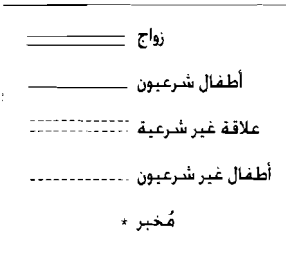 زواج
أطفال شرعيون
علاقة غير شرعية
أطفال غير شرعيون
مُخبر *